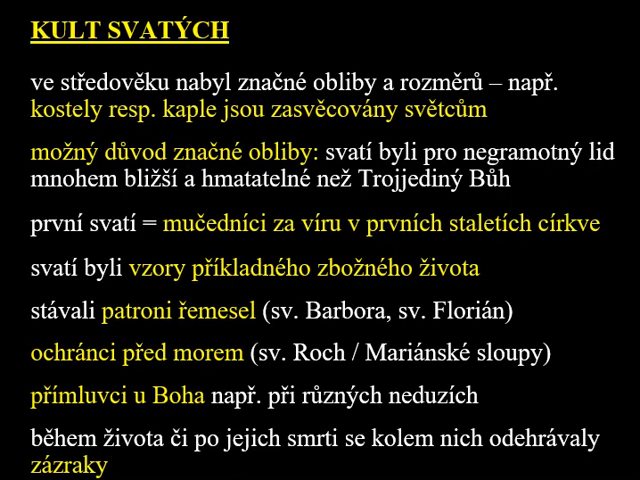 KULT SVATÝCH
ve středověku nabyl značné obliby a rozměrů – např.
kostely resp. kaple jsou zasvěcovány světcům
možný důvod značné obliby: svatí byli pro negramotný lid
mnohem bližší a hmatatelné než Trojjediný Bůh
první svatí = mučedníci za víru v prvních staletích církve
svatí byli vzory příkladného zbožného života
stávali patroni řemesel (sv. Barbora, sv. Florián)
ochránci před morem (sv. Roch / Mariánské sloupy)
přímluvci u Boha např. při různých neduzích
během života či po jejich smrti se kolem nich odehrávaly
zázraky